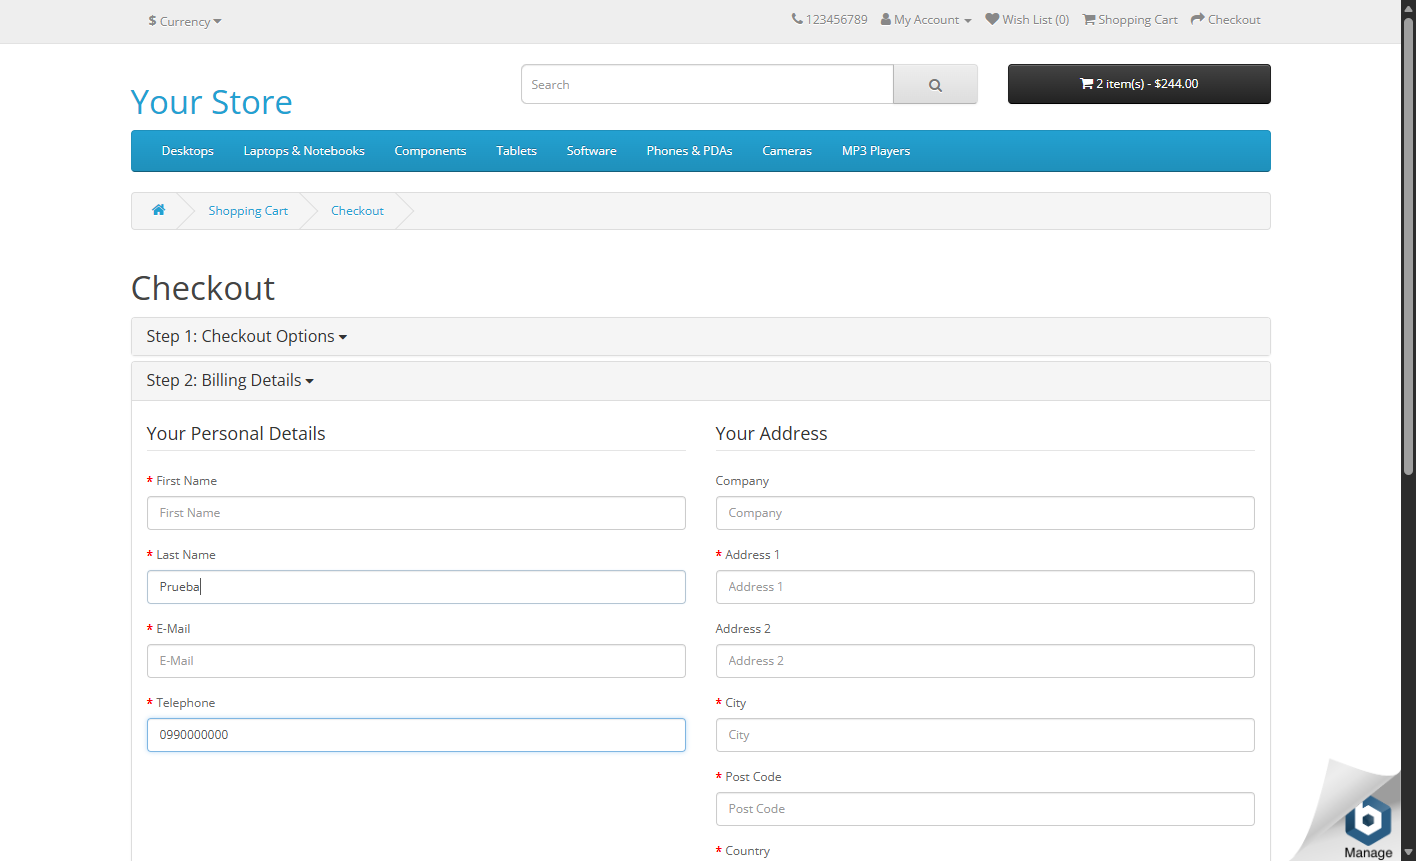 $ Currency
123456789 My Account Wish List (0) Shopping Cart Checkout
Your Store
Search
2 item(s) - $244.00
Desktops Laptops & Notebooks Components Tablets Software Phones & PDAs Cameras MP3 Players
Shopping Cart Checkout
Checkout
Step 1: Checkout Options
Step 2: Billing Details
Your Personal Details
* First Name
First Name
* Last Name
Prueba
* E-Mail
E-Mail
* Telephone
0990000000
Your Address
Company
Company
* Address 1
Address 1
Address 2
Address 2
* City
City
* Post Code
Post Code
* Country
b
Manage